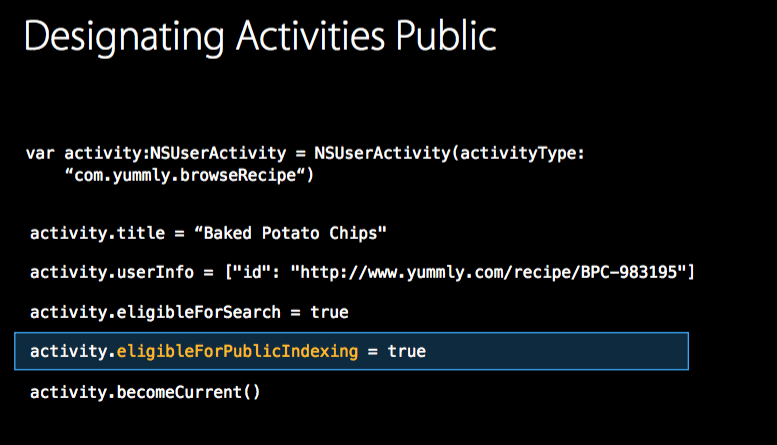 Designating Activities Public
var activity:NSUserActivity = NSUserActivity(activityType:
“com.yummly.browseRecipe“)
activity.title = “Baked Potato Chips"
activity.userInfo = ["id": "http://www.yummly.com/recipe/BPC-983195"]
activity.eligibleForSearch = true
activity.eligibleForPublicIndexing = true
activity.becomeCurrent()